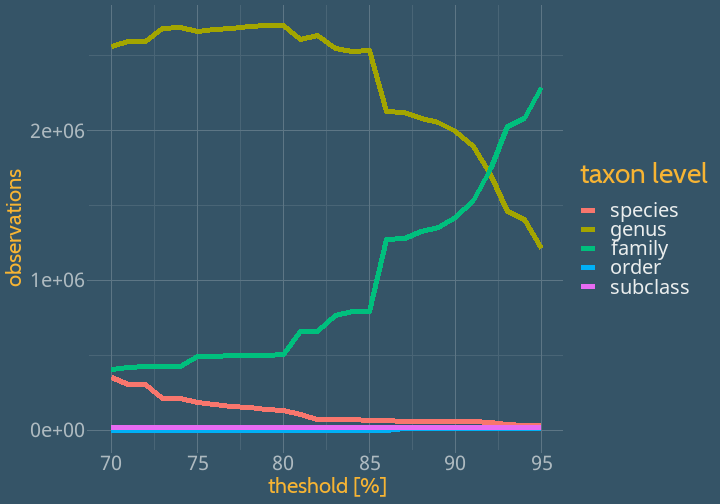 2e+06
1e+06
0e+00
observations
70 75 80 85 90 95
theshold [%]
taxon level
species
genus
family
order
subclass